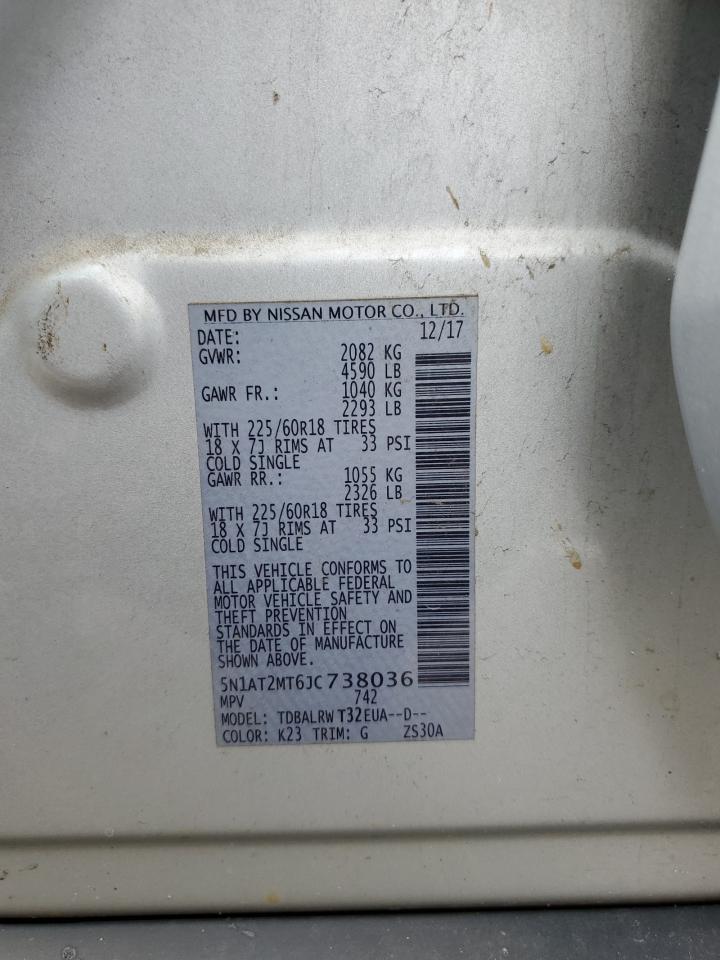 MFD BY NISSAN MOTOR CO., LTD.
DATE: 12/17
GVWR: 2082 KG
4590 LB
GAWR FR.: 1040 KG
2293 LB
WITH 225/60R18 TIRES
18 X 7J RIMS AT 33 PSI
COLD SINGLE
GAWR RR.: 1055 KG
2326 LB
WITH 225/60R18 TIRES
18 X 7J RIMS AT 33 PSI
COLD SINGLE
THIS VEHICLE CONFORMS TO
ALL APPLICABLE FEDERAL
MOTOR VEHICLE SAFETY AND
THEFT PREVENTION
STANDARDS IN EFFECT ON
THE DATE OF MANUFACTURE
SHOWN ABOVE.
5N1AT2MT6JC738036
MPV 742
MODEL: TDBALRWT32EUA--D--
COLOR: K23 TRIM: G ZS30A